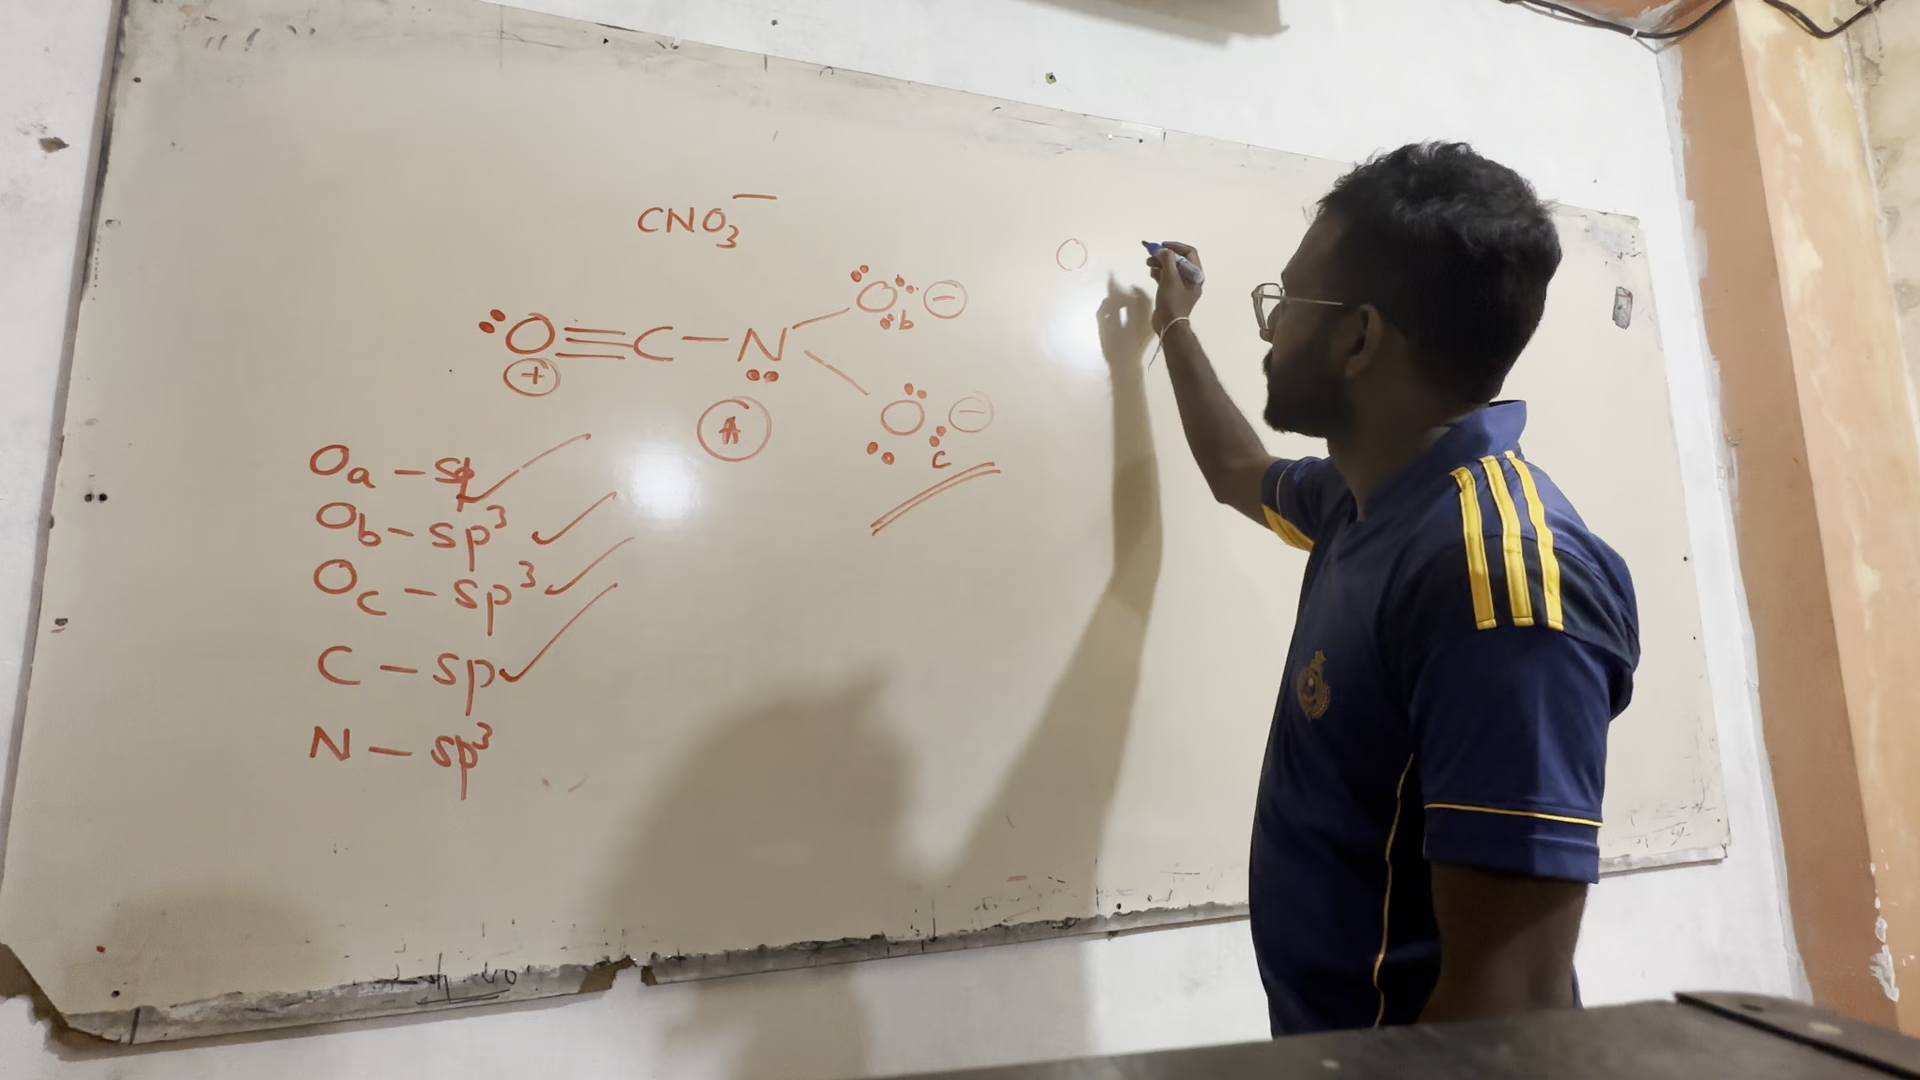 CNO₃⁻
O≡C–N
+
O b −
O c −
A
O
Oa – sp
Ob – sp³
Oc – sp³
C – sp
N – sp³